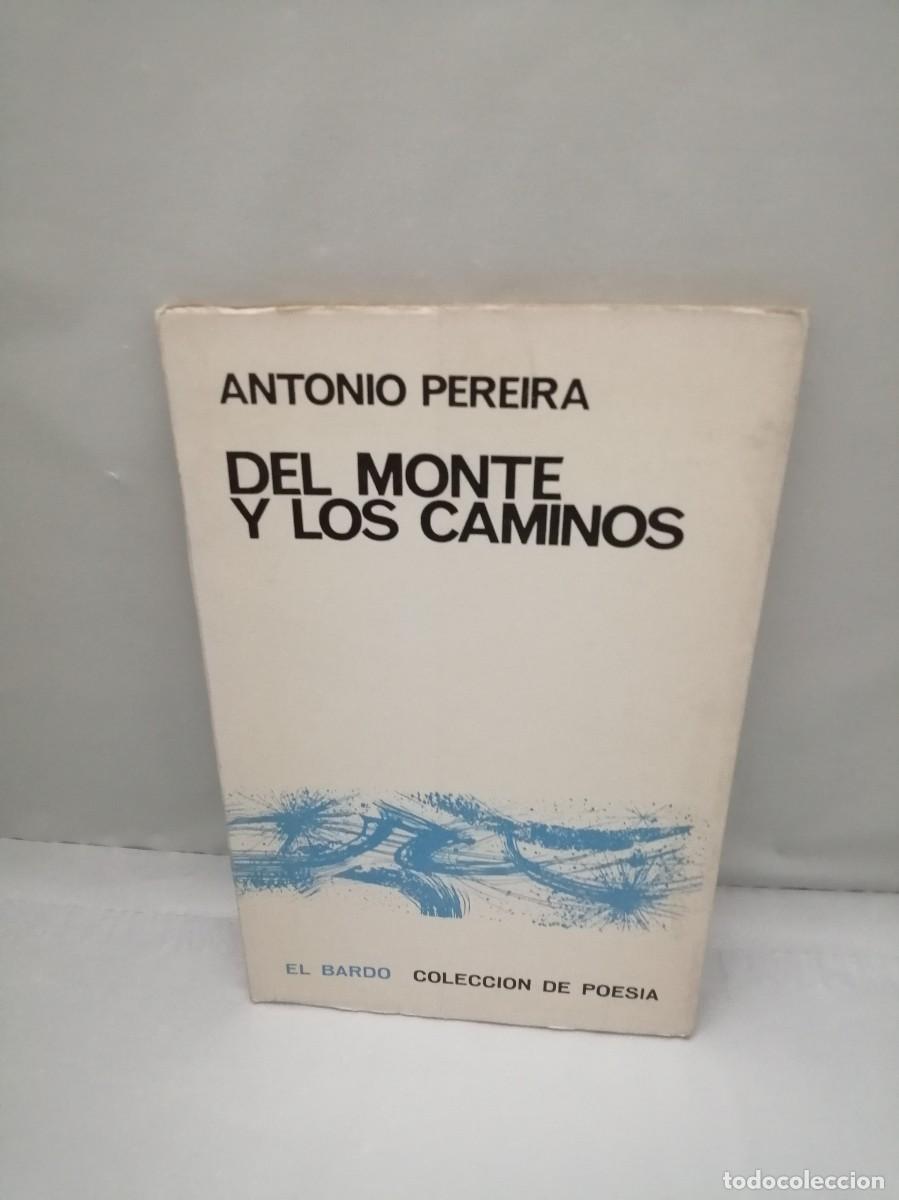 ANTONIO PEREIRA
DEL MONTE
Y LOS CAMINOS
EL BARDO COLECCION DE POESIA
todocoleccion